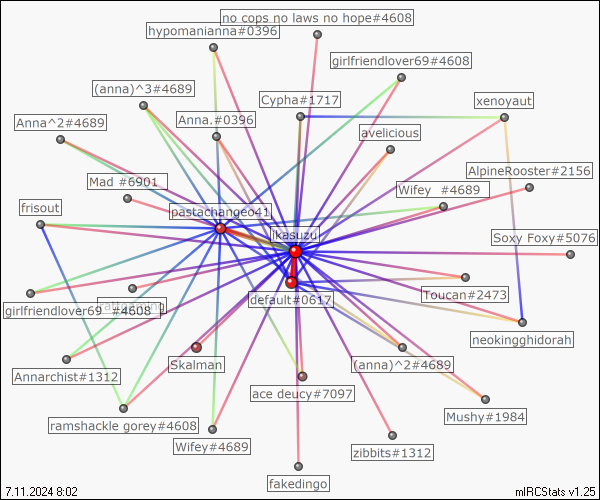 no cops no laws no hope#4608
hypomanianna#0396
girlfriendlover69#4608
(anna)^3#4689
Cypha#1717
xenoyaut
Anna^2#4689
Anna.#0396
avelicious
AlpineRooster#2156
Mad #6901
Wifey #4689
frisout
pastachangeo41
ikasuzu
Soxy Foxy#5076
Toucan#2473
default#0617
girlfriendlover69 #4608
neokingghidorah
Skalman
(anna)^2#4689
Annarchist#1312
ace deucy#7097
Mushy#1984
ramshackle gorey#4608
Wifey#4689
zibbits#1312
fakedingo
7.11.2024 8:02
mIRCStats v1.25